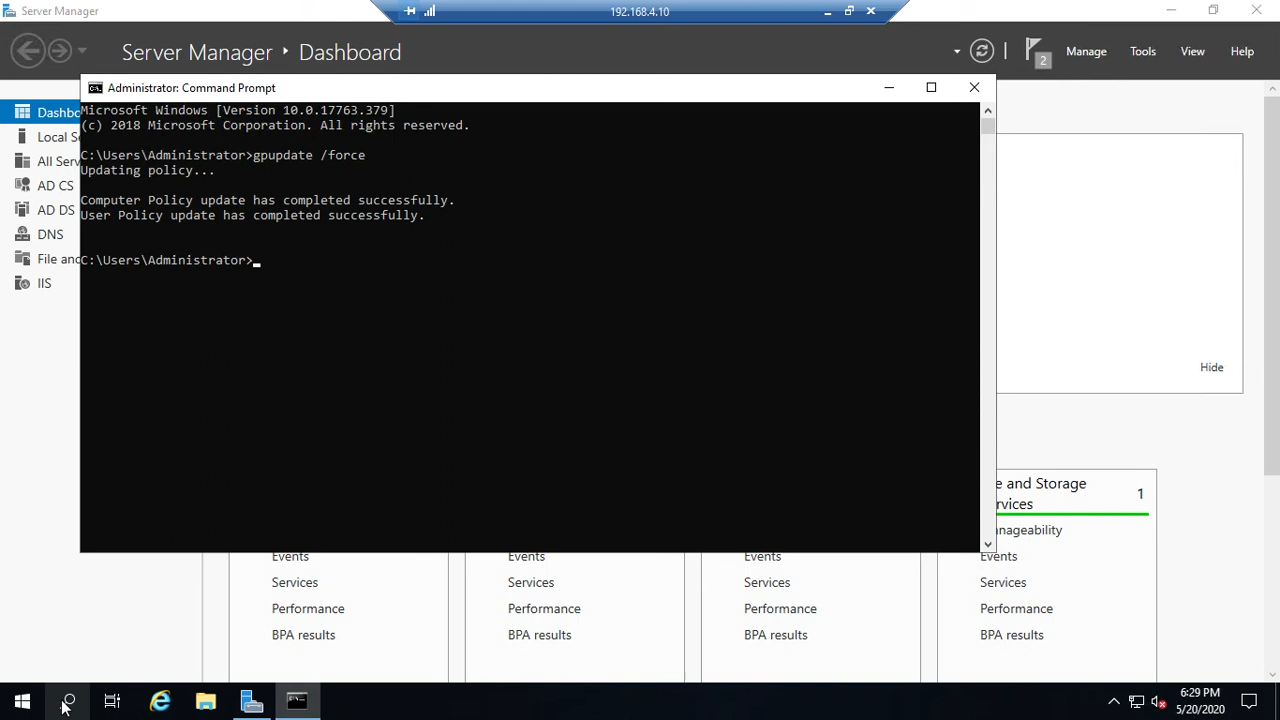 Server Manager
192.168.4.10
Server Manager
Dashboard
2
Manage
Tools
View
Help
Administrator: Command Prompt
Microsoft Windows [Version 10.0.17763.379]
(c) 2018 Microsoft Corporation. All rights reserved.
C:\Users\Administrator>gpupdate /force
Updating policy...
Computer Policy update has completed successfully.
User Policy update has completed successfully.
C:\Users\Administrator>
Dashbo
Local Se
All Serv
AD CS
AD DS
DNS
File and
IIS
Hide
e and Storage
rvices
1
nageability
Events
Services
Performance
BPA results
Events
Services
Performance
BPA results
Events
Services
Performance
BPA results
Events
Services
Performance
BPA results
6:29 PM
5/20/2020